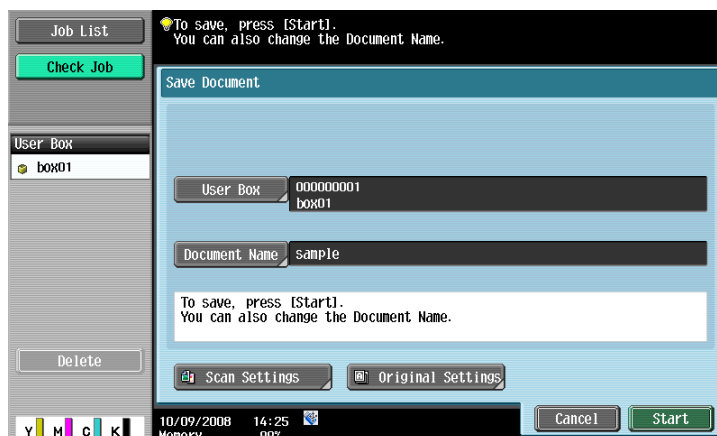 Job List
Check Job
To save, press [Start].
You can also change the Document Name.
Save Document
User Box
box01
User Box
000000001
box01
Document Name
sample
To save, press [Start].
You can also change the Document Name.
Delete
Scan Settings
Original Settings
Y M C K
10/09/2008 14:25
Memory 00%
Cancel
Start